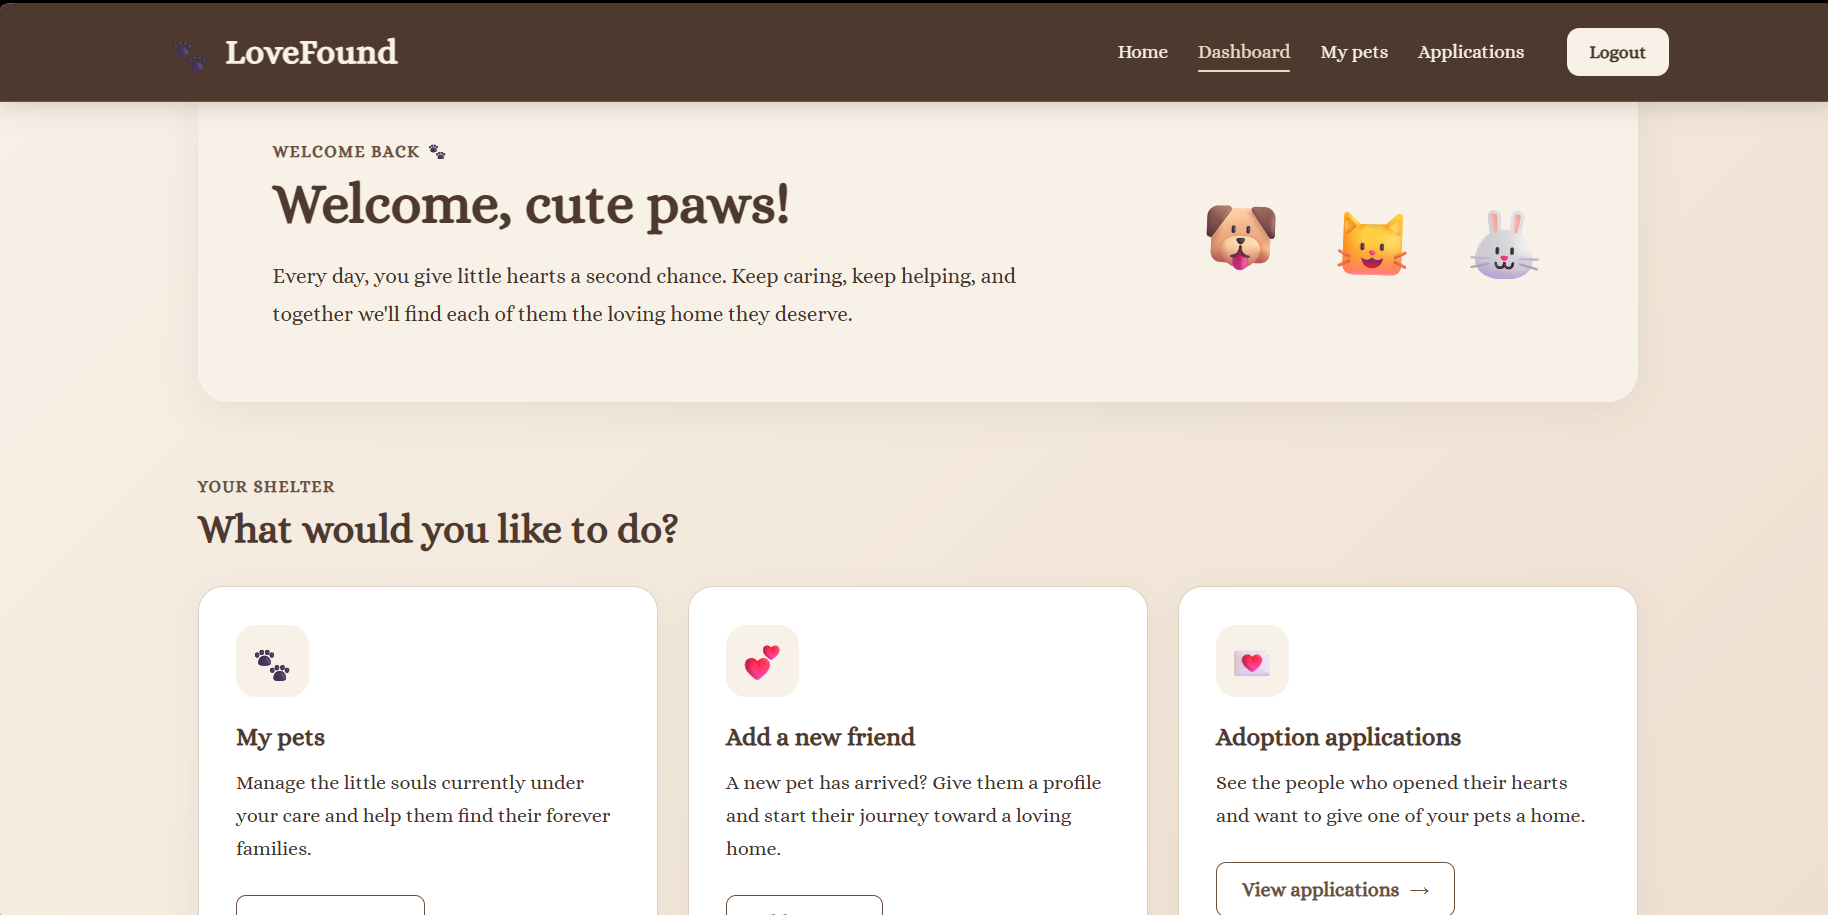 LoveFound
Home
Dashboard
My pets
Applications
Logout
WELCOME BACK
Welcome, cute paws!
Every day, you give little hearts a second chance. Keep caring, keep helping, and
together we'll find each of them the loving home they deserve.
YOUR SHELTER
What would you like to do?
My pets
Manage the little souls currently under
your care and help them find their forever
families.
Add a new friend
A new pet has arrived? Give them a profile
and start their journey toward a loving
home.
Adoption applications
See the people who opened their hearts
and want to give one of your pets a home.
View applications →